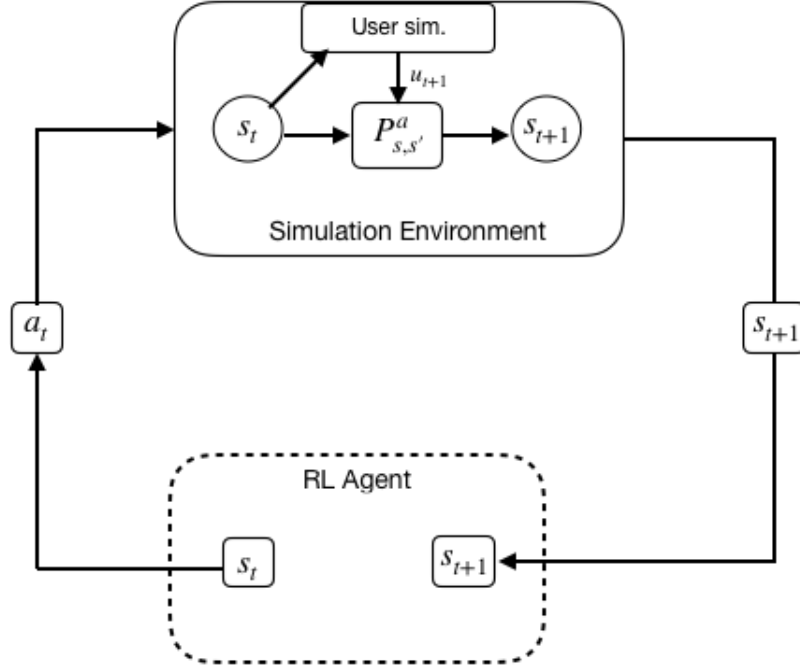 User sim.
u_{t+1}
s_t
P^a_{s,s'}
s_{t+1}
Simulation Environment
a_t
s_{t+1}
RL Agent
s_t
s_{t+1}